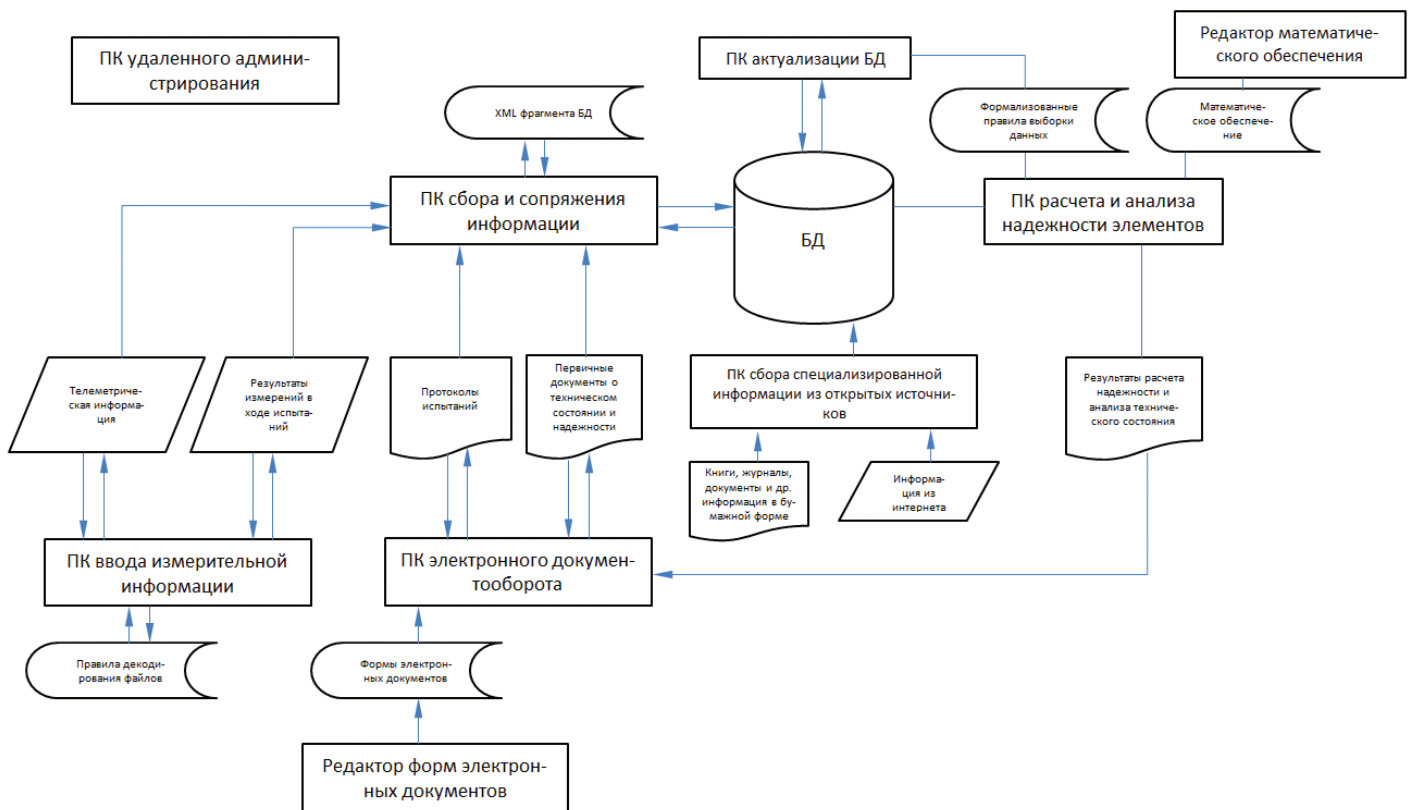 ПК удаленного админи-
стрирования
ПК актуализации БД
Редактор математиче-
ского обеспечения
XML фрагмента БД
Формализованные
правила выборки
данных
Математиче-
ское обеспече-
ние
ПК сбора и сопряжения
информации
БД
ПК расчета и анализа
надежности элементов
Телеметрическ-
ая информа-
ция
Результаты
измерений в
ходе испыта-
ний
Протоколы
испытаний
Первичные
документы о
техническом
состоянии и
надежности
ПК сбора специализированной
информации из открытых источни-
ков
Результаты расчета
надежности и
анализа техниче-
ского состояния
Книги, журналы,
документы и др.
информация в бу-
мажной форме
Информа-
ция из
интернета
ПК ввода измерительной
информации
ПК электронного докумен-
тооборота
Правила декоди-
рования файлов
Формы электрон-
ных документов
Редактор форм электрон-
ных документов